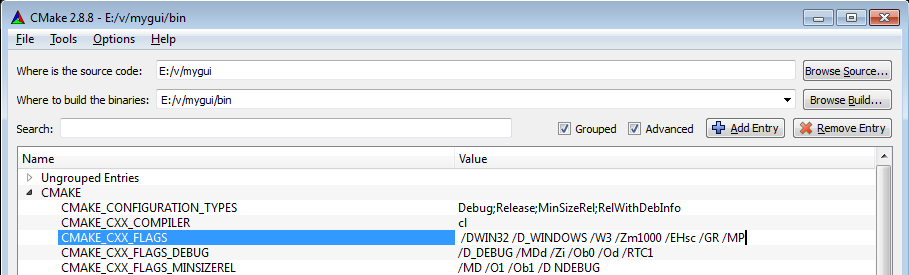 CMake 2.8.8 - E:/v/mygui/bin
File Tools Options Help
Where is the source code: E:/v/mygui Browse Source...
Where to build the binaries: E:/v/mygui/bin Browse Build...
Search: Grouped Advanced Add Entry Remove Entry
Name Value
Ungrouped Entries
CMAKE
CMAKE_CONFIGURATION_TYPES Debug;Release;MinSizeRel;RelWithDebInfo
CMAKE_CXX_COMPILER cl
CMAKE_CXX_FLAGS /DWIN32 /D_WINDOWS /W3 /Zm1000 /EHsc /GR /MP
CMAKE_CXX_FLAGS_DEBUG /D_DEBUG /MDd /Zi /Ob0 /Od /RTC1
CMAKE_CXX_FLAGS_MINSIZEREL /MD /O1 /Ob1 /D NDEBUG